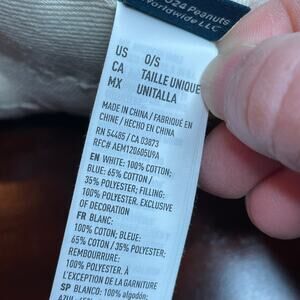 2024 Peanuts
Worldwide LLC
US O/S
CA TAILLE UNIQUE
MX UNITALLA
MADE IN CHINA / FABRIQUÉ EN
CHINE / HECHO EN CHINA
RN 54485 / CA 03873
RFC# AEM120605U9A
EN WHITE: 100% COTTON;
BLUE: 65% COTTON /
35% POLYESTER; FILLING:
100% POLYESTER. EXCLUSIVE
OF DECORATION
FR BLANC:
100% COTON; BLEUE:
65% COTON / 35% POLYESTER;
REMBOURRURE:
100% POLYESTER. À
L'EXCEPTION DE LA GARNITURE
SP BLANCO: 100% algodón;